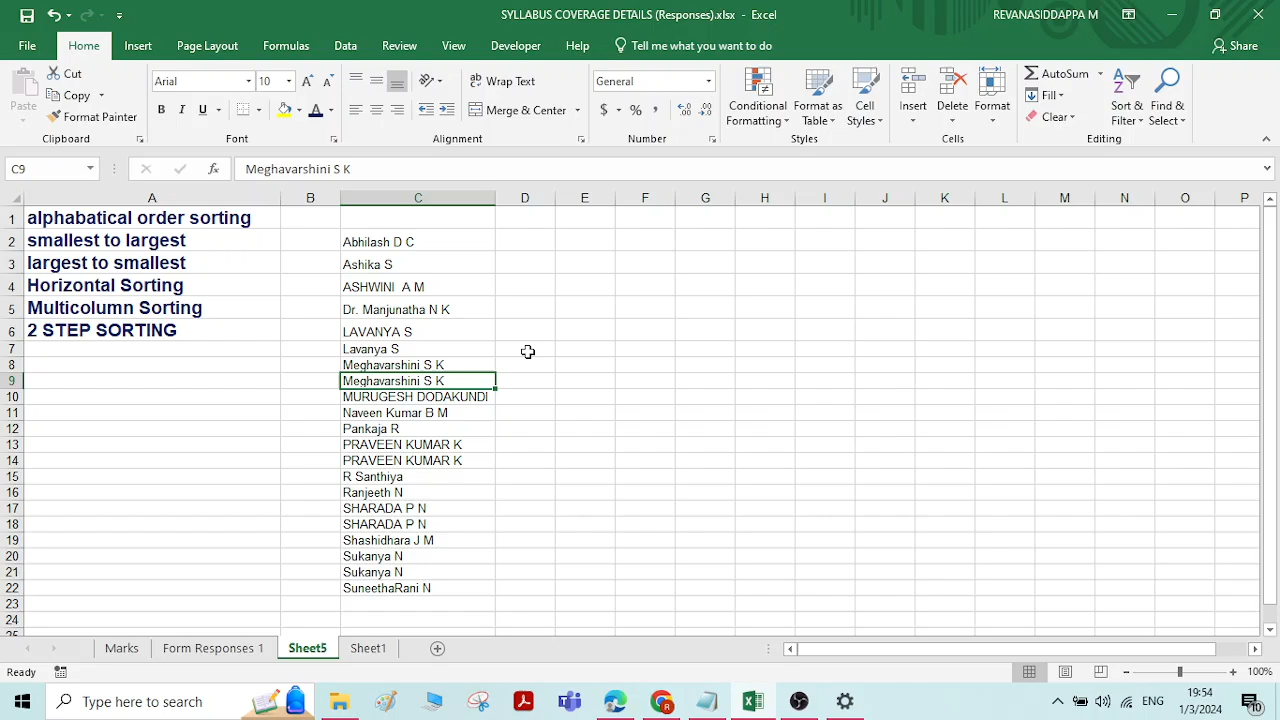 SYLLABUS COVERAGE DETAILS (Responses).xlsx - Excel
REVANASIDDAPPA M
File Home Insert Page Layout Formulas Data Review View Developer Help Tell me what you want to do Share
Paste
Cut
Copy
Format Painter
Clipboard
Arial 10
B I U
Font
Wrap Text
Merge & Center
Alignment
General
$ % ,
Number
Conditional Formatting
Format as Table
Cell Styles
Styles
Insert Delete Format
Cells
AutoSum
Fill
Clear
Sort & Filter
Find & Select
Editing
C9 fx Meghavarshini S K
A B C D E F G H I J K L M N O P
1 alphabatical order sorting
2 smallest to largest Abhilash D C
3 largest to smallest Ashika S
4 Horizontal Sorting ASHWINI  A M
5 Multicolumn Sorting Dr. Manjunatha N K
6 2 STEP SORTING LAVANYA S
7 Lavanya S
8 Meghavarshini S K
9 Meghavarshini S K
10 MURUGESH DODAKUNDI
11 Naveen Kumar B M
12 Pankaja R
13 PRAVEEN KUMAR K
14 PRAVEEN KUMAR K
15 R Santhiya
16 Ranjeeth N
17 SHARADA P N
18 SHARADA P N
19 Shashidhara J M
20 Sukanya N
21 Sukanya N
22 SuneethaRani N
23
24
25
Marks Form Responses 1 Sheet5 Sheet1
Ready 100%
Type here to search
ENG
19:54
1/3/2024
10